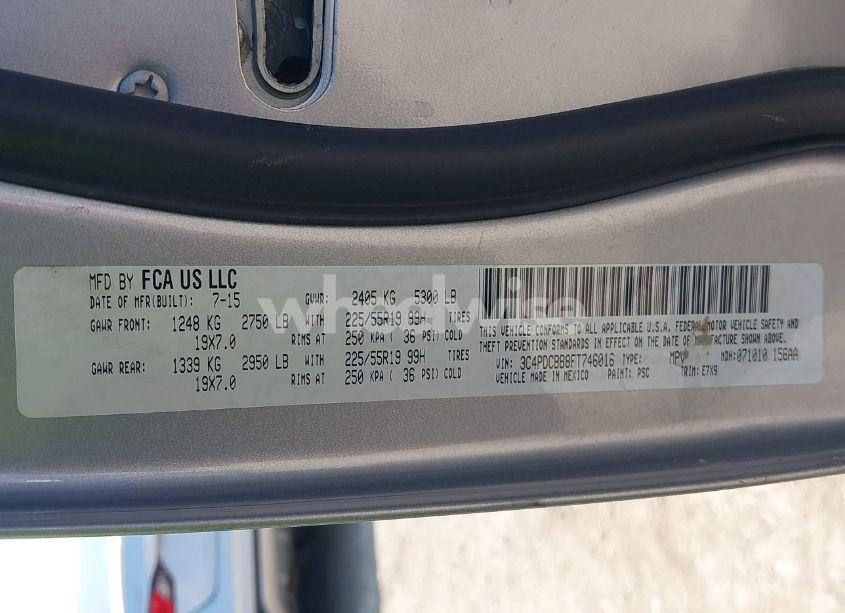 MFD BY FCA US LLC
DATE OF MFR(BUILT): 7-15 GVWR: 2405 KG 5300 LB
GAWR FRONT: 1248 KG 2750 LB WITH 225/55R19 99H TIRES
19X7.0 RIMS AT 250 KPA ( 36 PSI) COLD
GAWR REAR: 1339 KG 2950 LB WITH 225/55R19 99H TIRES
19X7.0 RIMS AT 250 KPA ( 36 PSI) COLD
THIS VEHICLE CONFORMS TO ALL APPLICABLE U.S.A. FEDERAL MOTOR VEHICLE SAFETY AND
THEFT PREVENTION STANDARDS IN EFFECT ON THE DATE OF MANUFACTURE SHOWN ABOVE.
VIN: 3C4PDCBB8FT746016 TYPE: MPV MDH: 071010 156AA
VEHICLE MADE IN MEXICO PAINT: PSC TRIM: E7X9
wheelwise